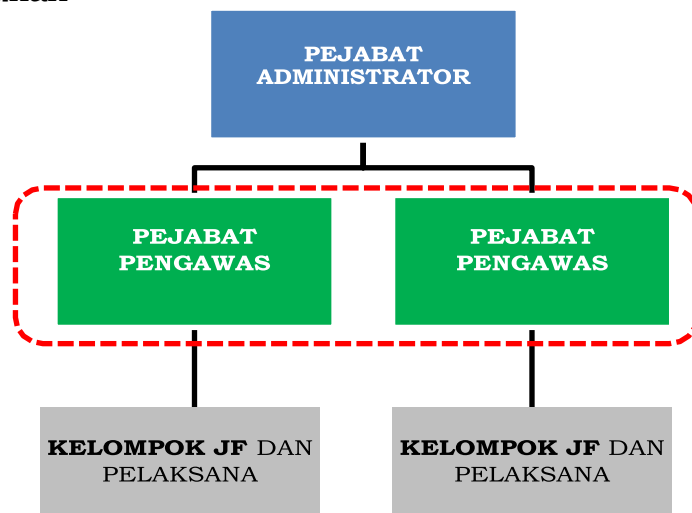 PEJABAT
ADMINISTRATOR
PEJABAT
PENGAWAS
PEJABAT
PENGAWAS
KELOMPOK JF DAN
PELAKSANA
KELOMPOK JF DAN
PELAKSANA